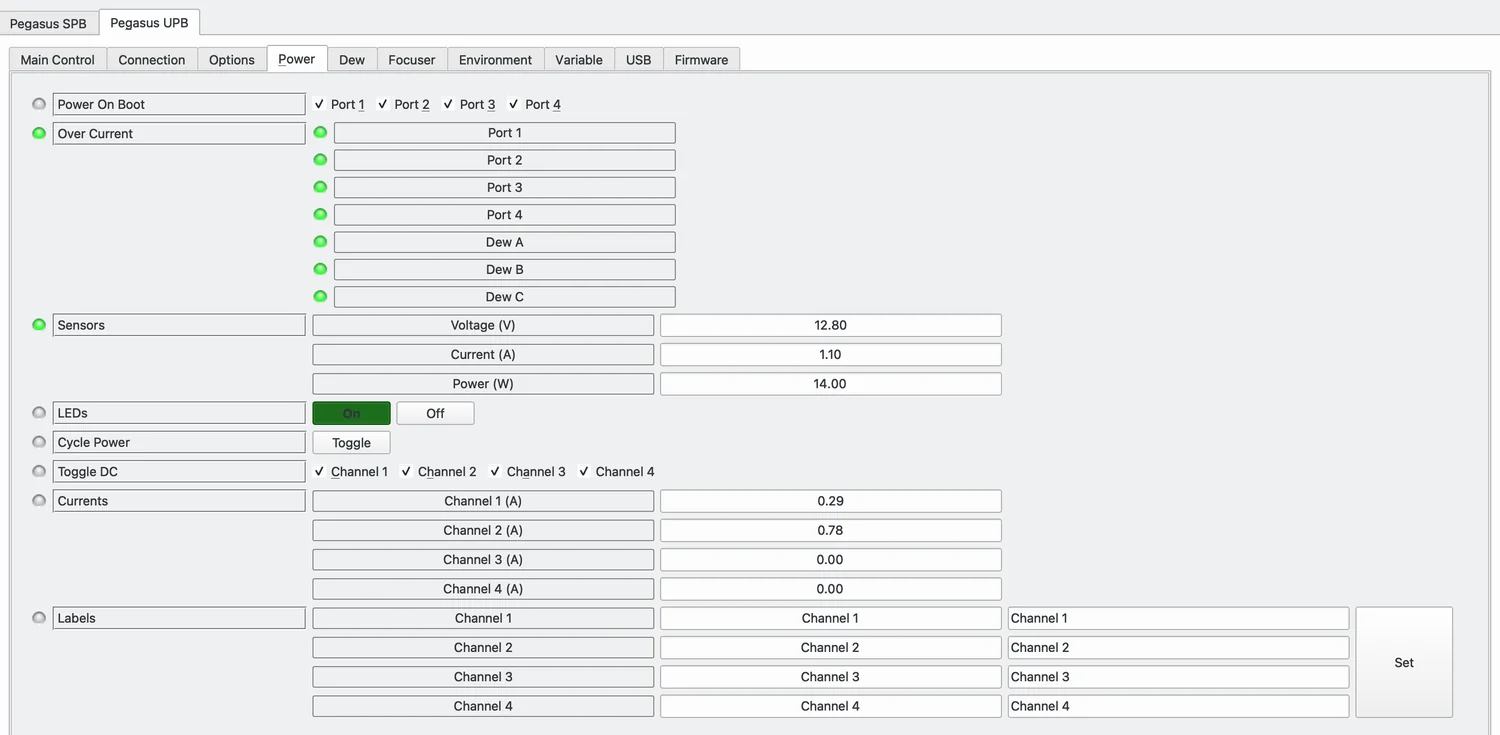 Pegasus SPB Pegasus UPB
Main Control Connection Options Power Dew Focuser Environment Variable USB Firmware
Power On Boot Port 1 Port 2 Port 3 Port 4
Over Current Port 1
Port 2
Port 3
Port 4
Dew A
Dew B
Dew C
Sensors Voltage (V) 12.80
Current (A) 1.10
Power (W) 14.00
LEDs On Off
Cycle Power Toggle
Toggle DC Channel 1 Channel 2 Channel 3 Channel 4
Currents Channel 1 (A) 0.29
Channel 2 (A) 0.78
Channel 3 (A) 0.00
Channel 4 (A) 0.00
Labels Channel 1 Channel 1 Channel 1
Channel 2 Channel 2 Channel 2
Set
Channel 3 Channel 3 Channel 3
Channel 4 Channel 4 Channel 4